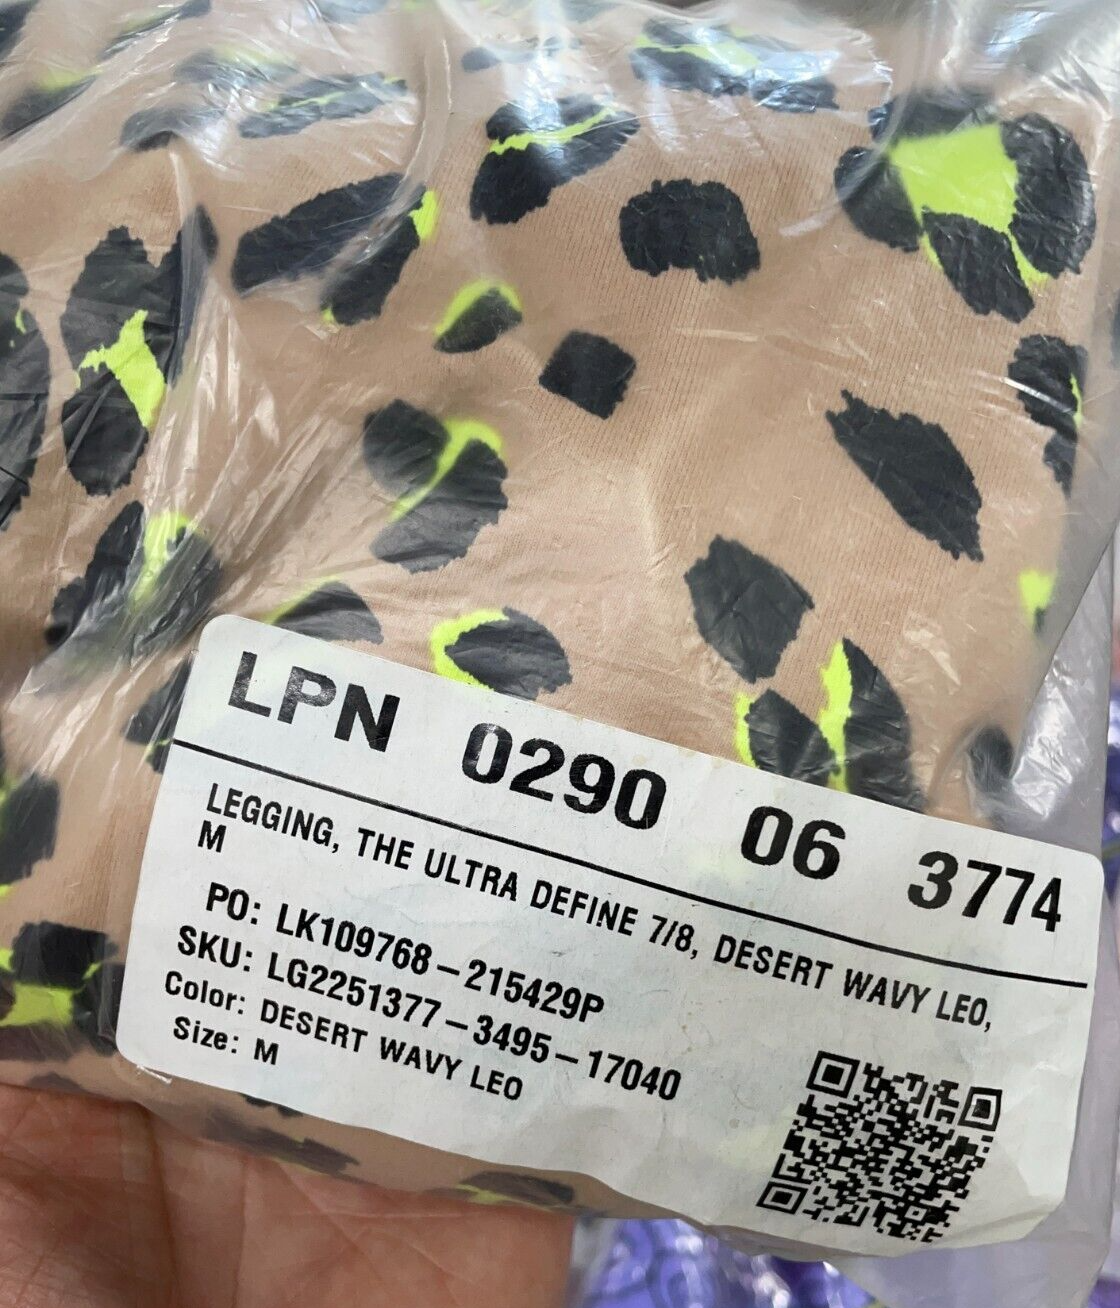 LPN 0290 06 3774
LEGGING, THE ULTRA DEFINE 7/8, DESERT WAVY LEO,
M
PO: LK109768-215429P
SKU: LG2251377-3495-17040
Color: DESERT WAVY LEO
Size: M